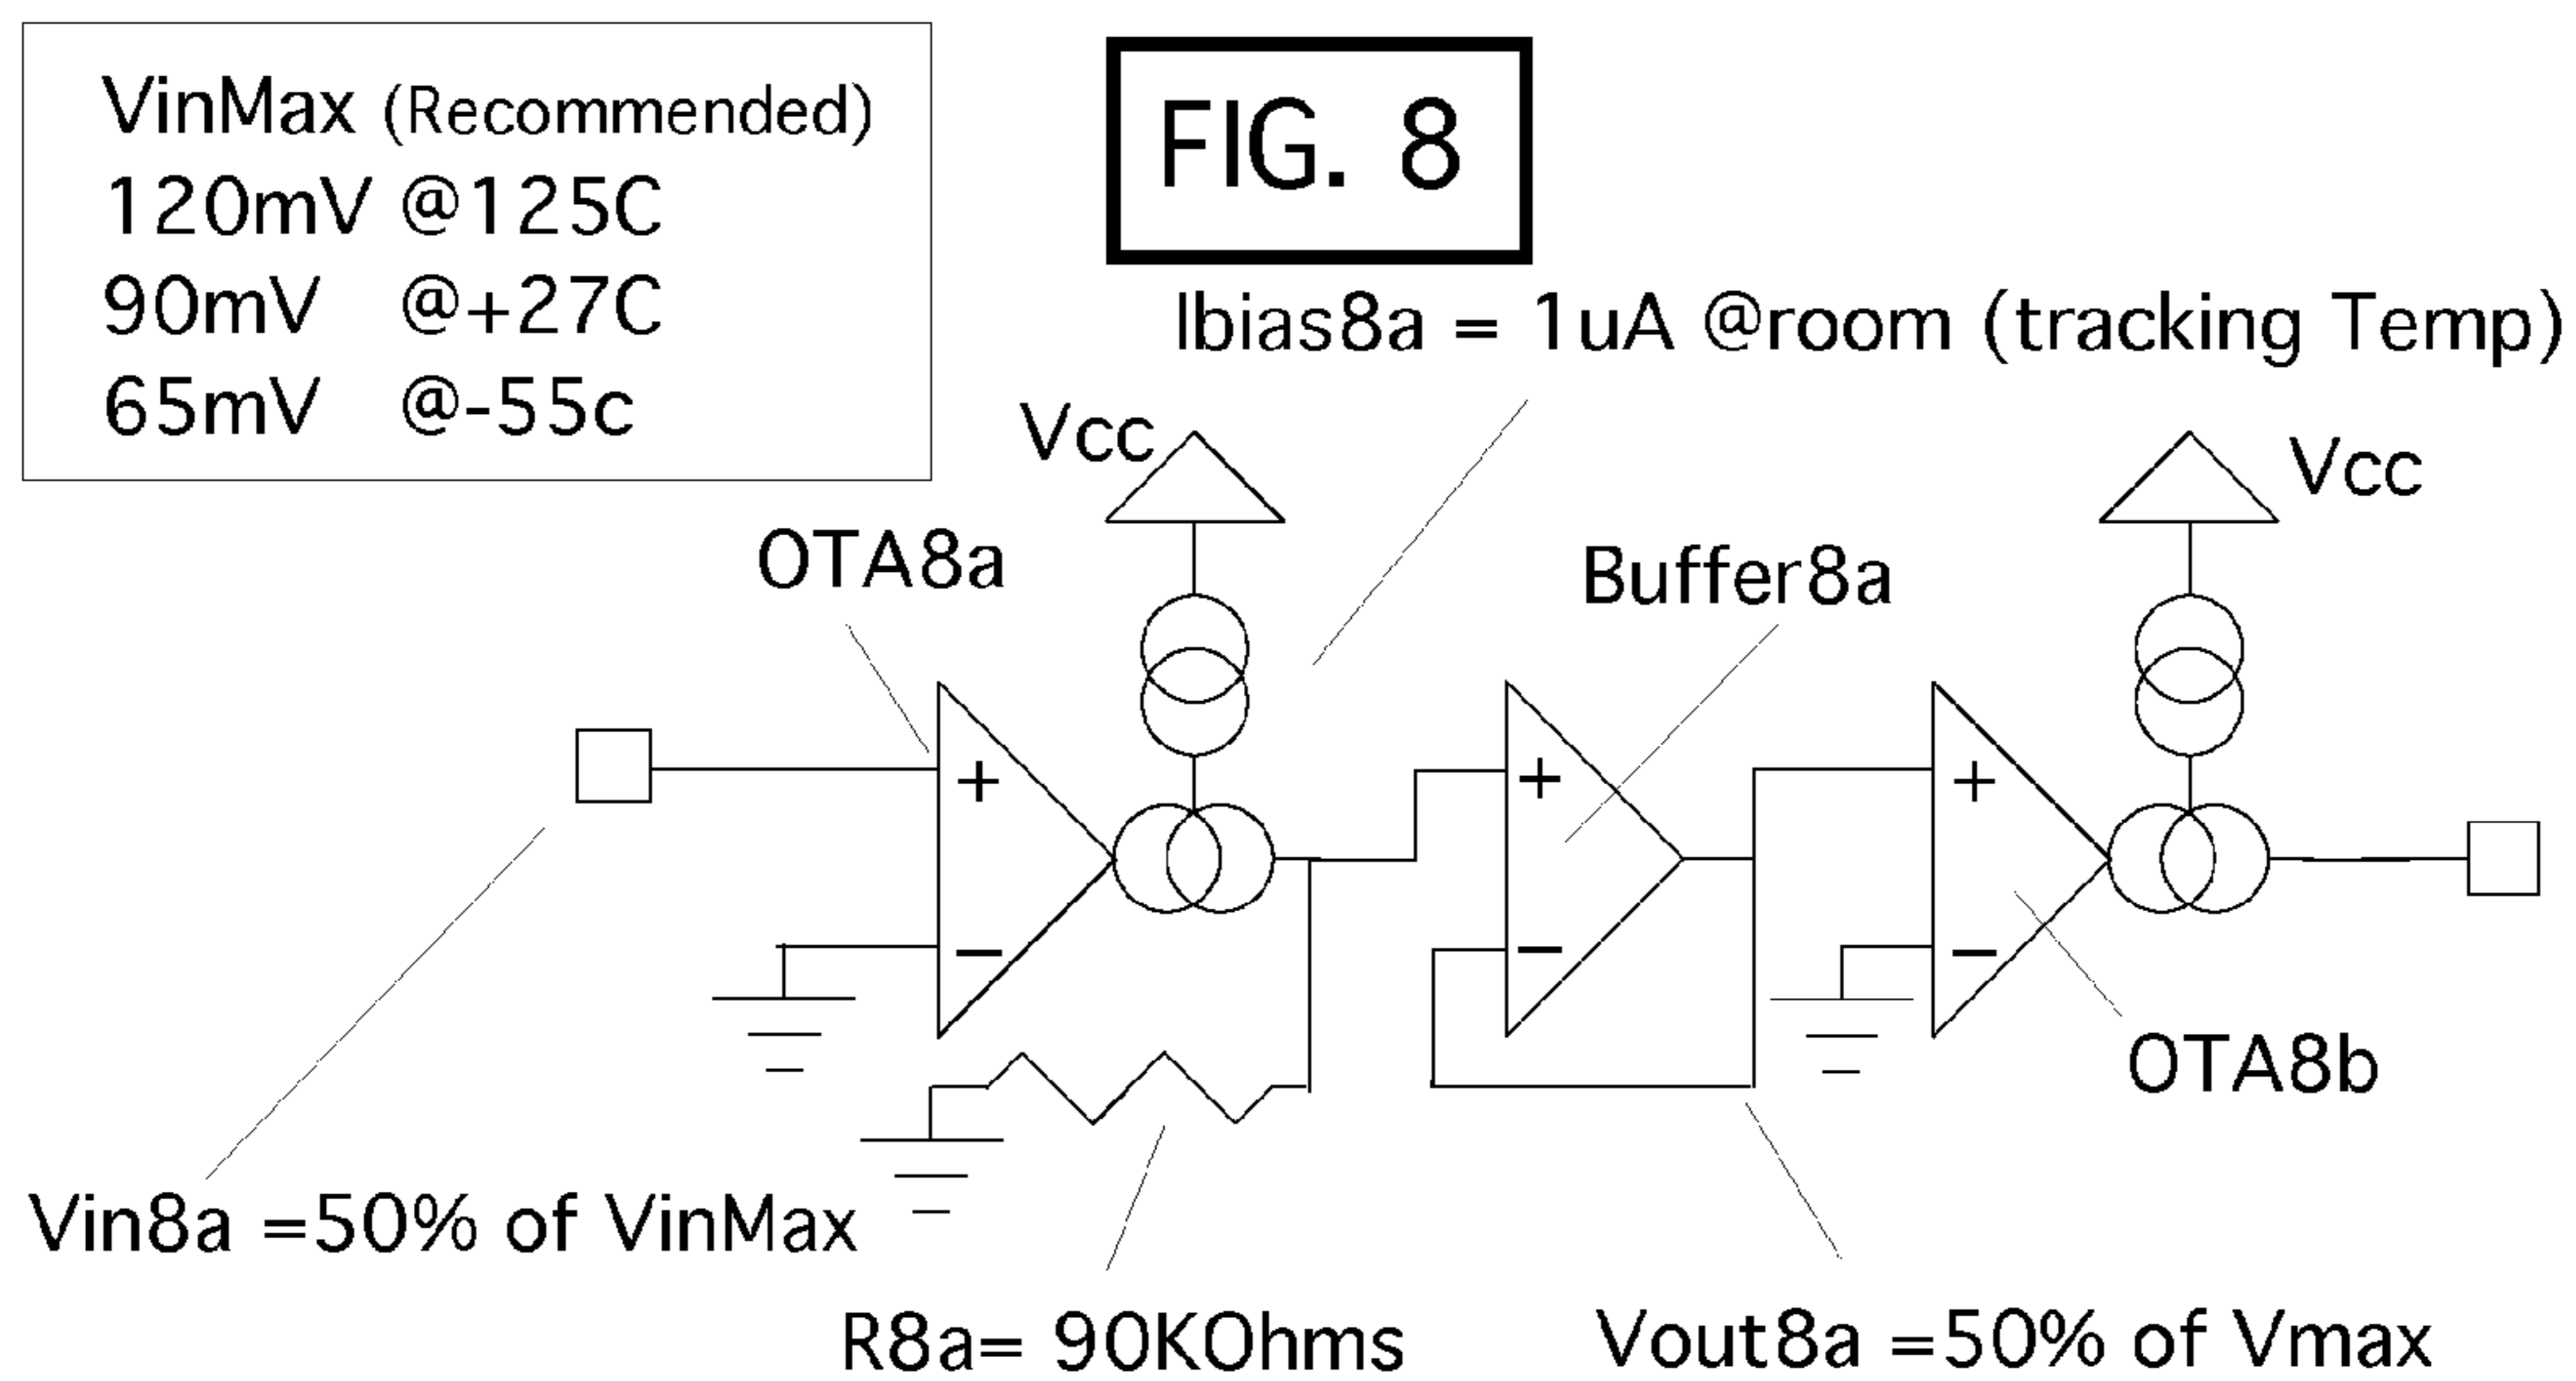 VinMax (Recommended)
120mV @125C
90mV @+27C
65mV @-55c
FIG. 8
Ibias8a = 1uA @room (tracking Temp)
Vcc
Vcc
OTA8a
Buffer8a
+
−
+
−
+
−
OTA8b
Vin8a =50% of VinMax
R8a= 90KOhms
Vout8a =50% of Vmax